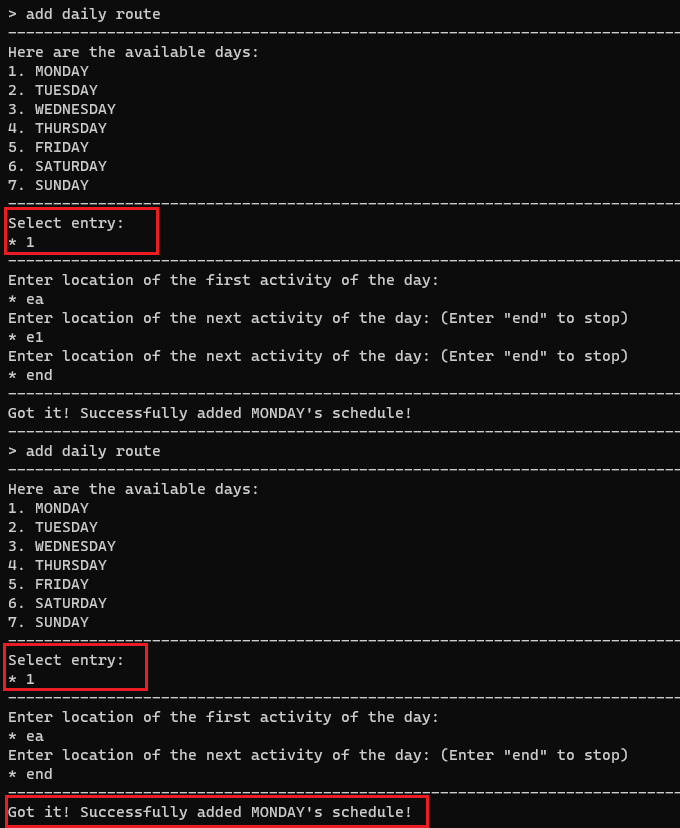 > add daily route
Here are the available days:
1. MONDAY
2. TUESDAY
3. WEDNESDAY
4. THURSDAY
5. FRIDAY
6. SATURDAY
7. SUNDAY
Select entry:
* 1
Enter location of the first activity of the day:
* ea
Enter location of the next activity of the day: (Enter "end" to stop)
* e1
Enter location of the next activity of the day: (Enter "end" to stop)
* end
Got it! Successfully added MONDAY's schedule!
> add daily route
Here are the available days:
1. MONDAY
2. TUESDAY
3. WEDNESDAY
4. THURSDAY
5. FRIDAY
6. SATURDAY
7. SUNDAY
Select entry:
* 1
Enter location of the first activity of the day:
* ea
Enter location of the next activity of the day: (Enter "end" to stop)
* end
Got it! Successfully added MONDAY's schedule!